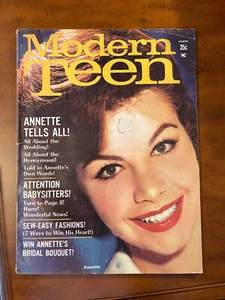 Modern
Teen
MARCH
35c
ANNETTE
TELLS ALL!
All About the
Wedding!
All About the
Honeymoon!
Told in Annette's
Own Words!
ATTENTION
BABYSITTERS!
Turn to Page 8!
Hurry!
Wonderful News!
SEW-EASY FASHIONS!
(7 Ways to Win His Heart!)
WIN ANNETTE'S
BRIDAL BOUQUET!
Annette